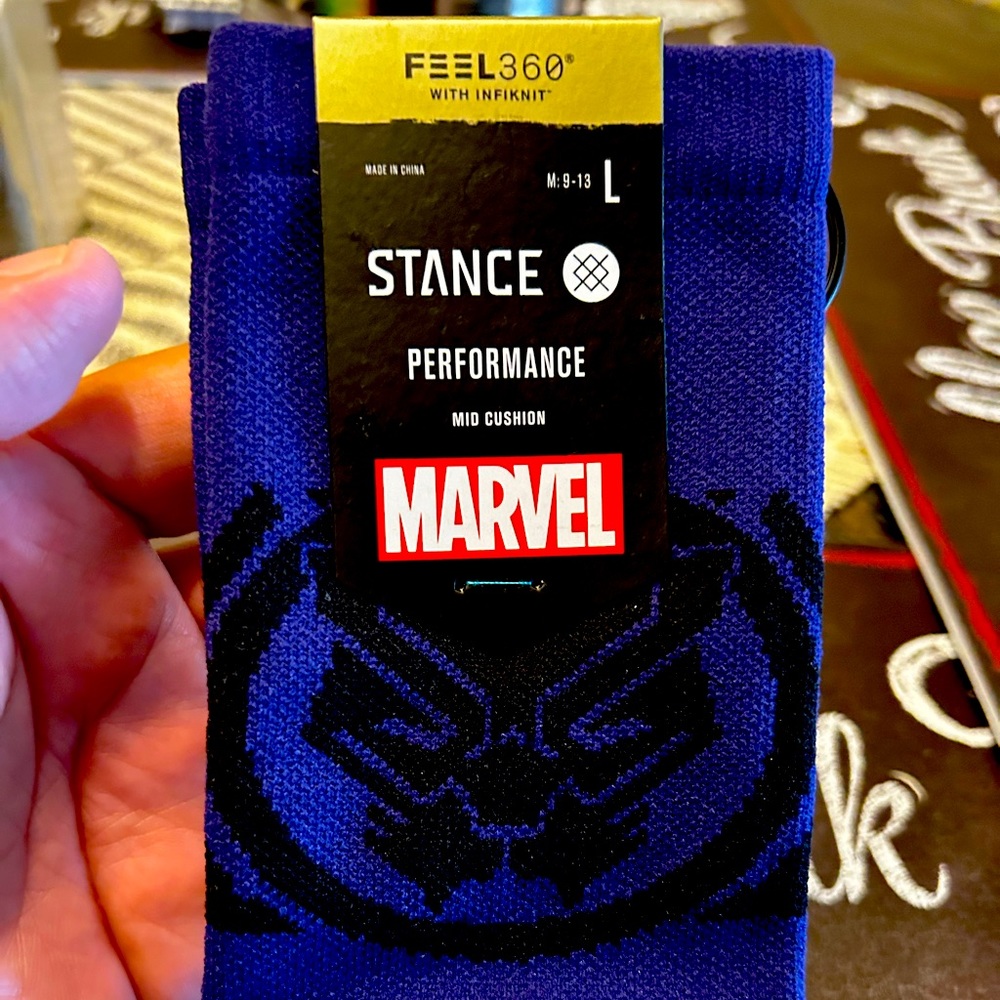 FEEL360®
WITH INFIKNIT™
MADE IN CHINA
M: 9-13 L
STANCE
PERFORMANCE
MID CUSHION
MARVEL